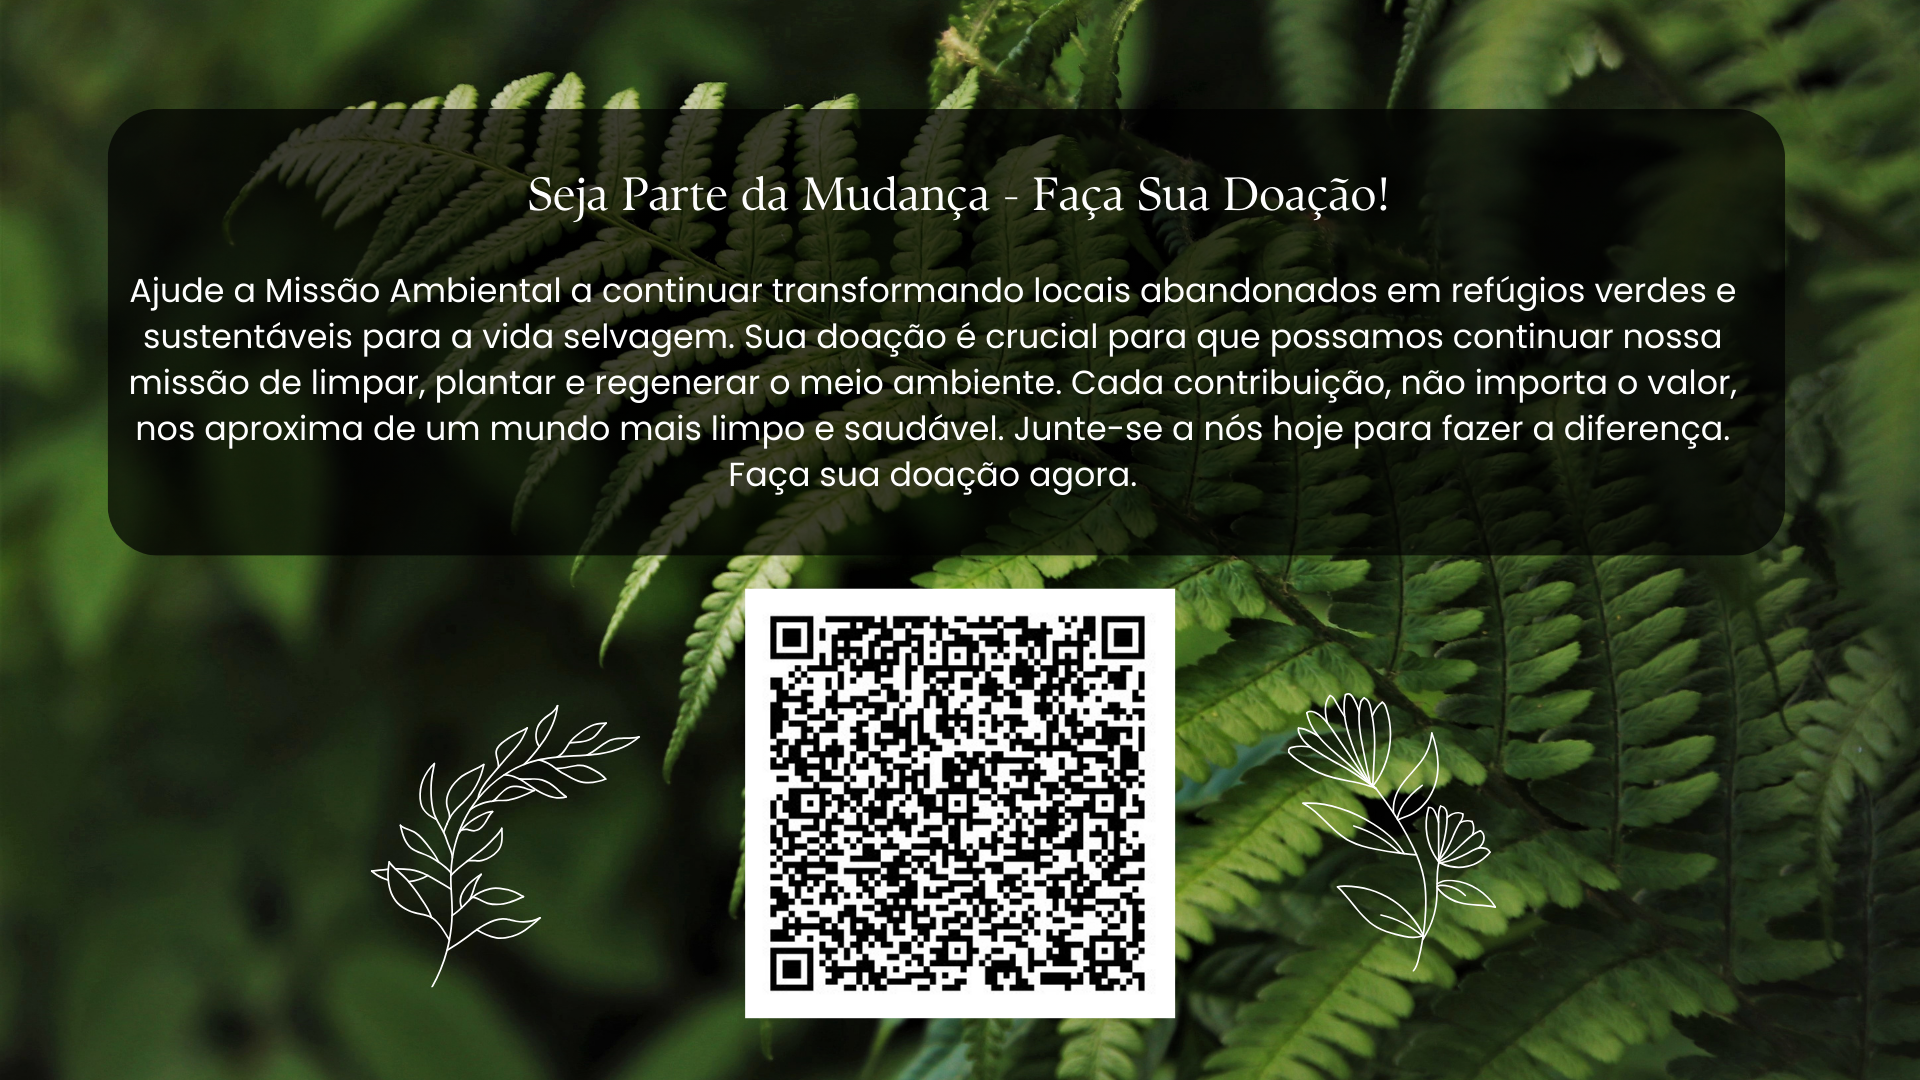 Seja Parte da Mudança - Faça Sua Doação!
Ajude a Missão Ambiental a continuar transformando locais abandonados em refúgios verdes e
sustentáveis para a vida selvagem. Sua doação é crucial para que possamos continuar nossa
missão de limpar, plantar e regenerar o meio ambiente. Cada contribuição, não importa o valor,
nos aproxima de um mundo mais limpo e saudável. Junte-se a nós hoje para fazer a diferença.
Faça sua doação agora.